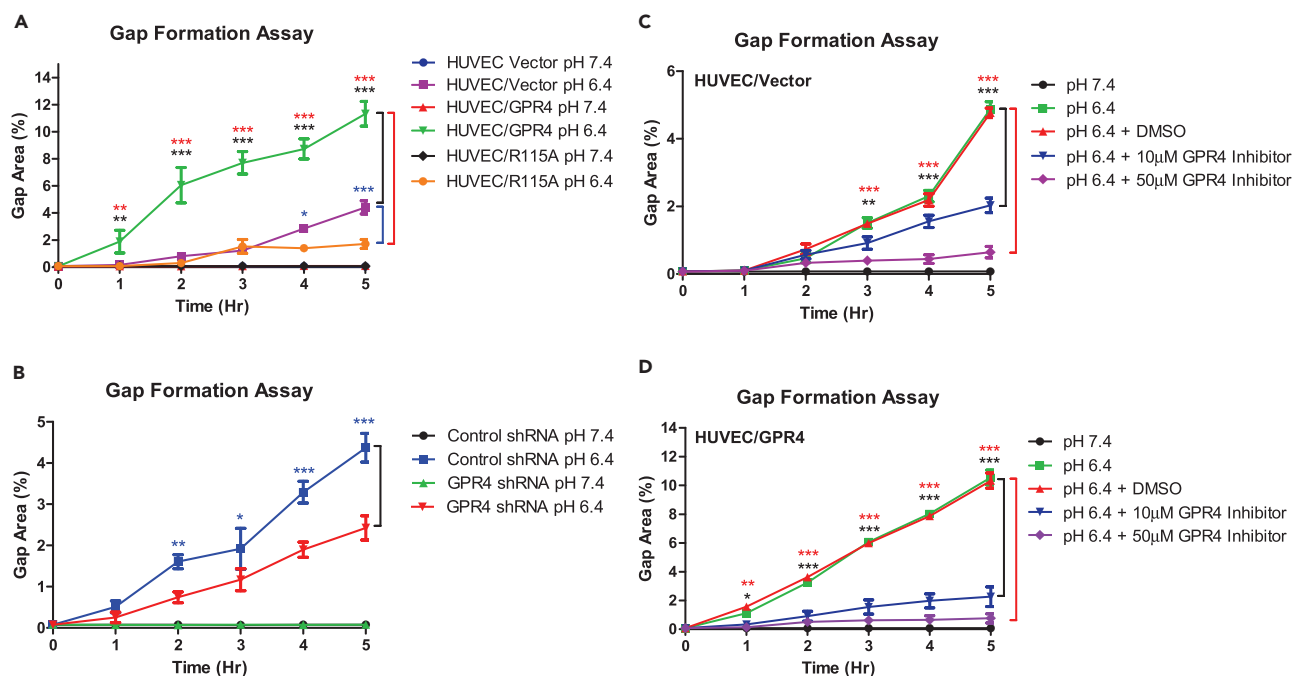 A
Gap Formation Assay
Gap Area (%)
14
12
10
8
6
4
2
0
0 1 2 3 4 5
Time (Hr)
** ** *** *** *** *** *** *** * *** *** ***
HUVEC Vector pH 7.4
HUVEC/Vector pH 6.4
HUVEC/GPR4 pH 7.4
HUVEC/GPR4 pH 6.4
HUVEC/R115A pH 7.4
HUVEC/R115A pH 6.4
B
Gap Formation Assay
Gap Area (%)
5
4
3
2
1
0
0 1 2 3 4 5
Time (Hr)
** * *** ***
Control shRNA pH 7.4
Control shRNA pH 6.4
GPR4 shRNA pH 7.4
GPR4 shRNA pH 6.4
C
Gap Formation Assay
HUVEC/Vector
Gap Area (%)
6
4
2
0
0 1 2 3 4 5
Time (Hr)
*** ** *** *** *** ***
pH 7.4
pH 6.4
pH 6.4 + DMSO
pH 6.4 + 10μM GPR4 Inhibitor
pH 6.4 + 50μM GPR4 Inhibitor
D
Gap Formation Assay
HUVEC/GPR4
Gap Area (%)
14
12
10
8
6
4
2
0
0 1 2 3 4 5
Time (Hr)
** * *** *** *** *** *** *** *** ***
pH 7.4
pH 6.4
pH 6.4 + DMSO
pH 6.4 + 10μM GPR4 Inhibitor
pH 6.4 + 50μM GPR4 Inhibitor